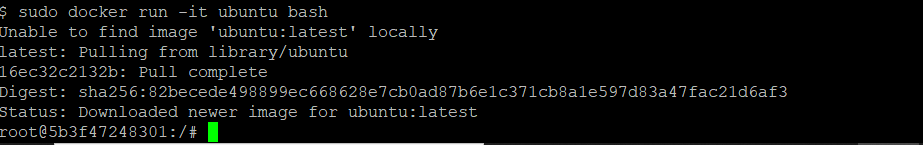 $ sudo docker run -it ubuntu bash
Unable to find image 'ubuntu:latest' locally
latest: Pulling from library/ubuntu
16ec32c2132b: Pull complete
Digest: sha256:82becede498899ec668628e7cb0ad87b6e1c371cb8a1e597d83a47fac21d6af3
Status: Downloaded newer image for ubuntu:latest
root@5b3f47248301:/#